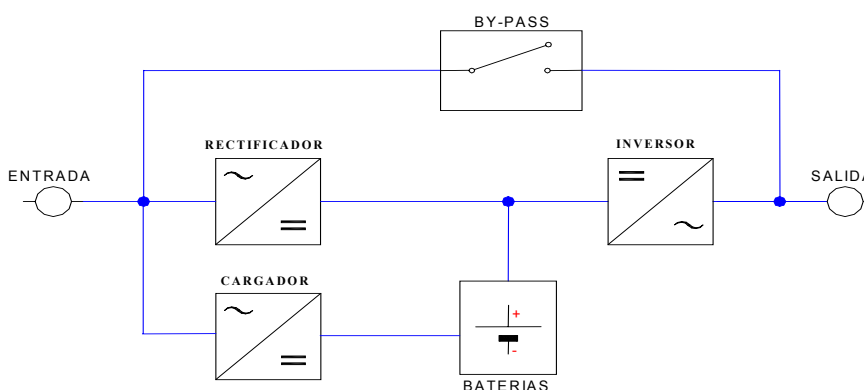 BY-PASS
RECTIFICADOR
INVERSOR
ENTRADA
SALIDA
CARGADOR
+
-
BATERIAS